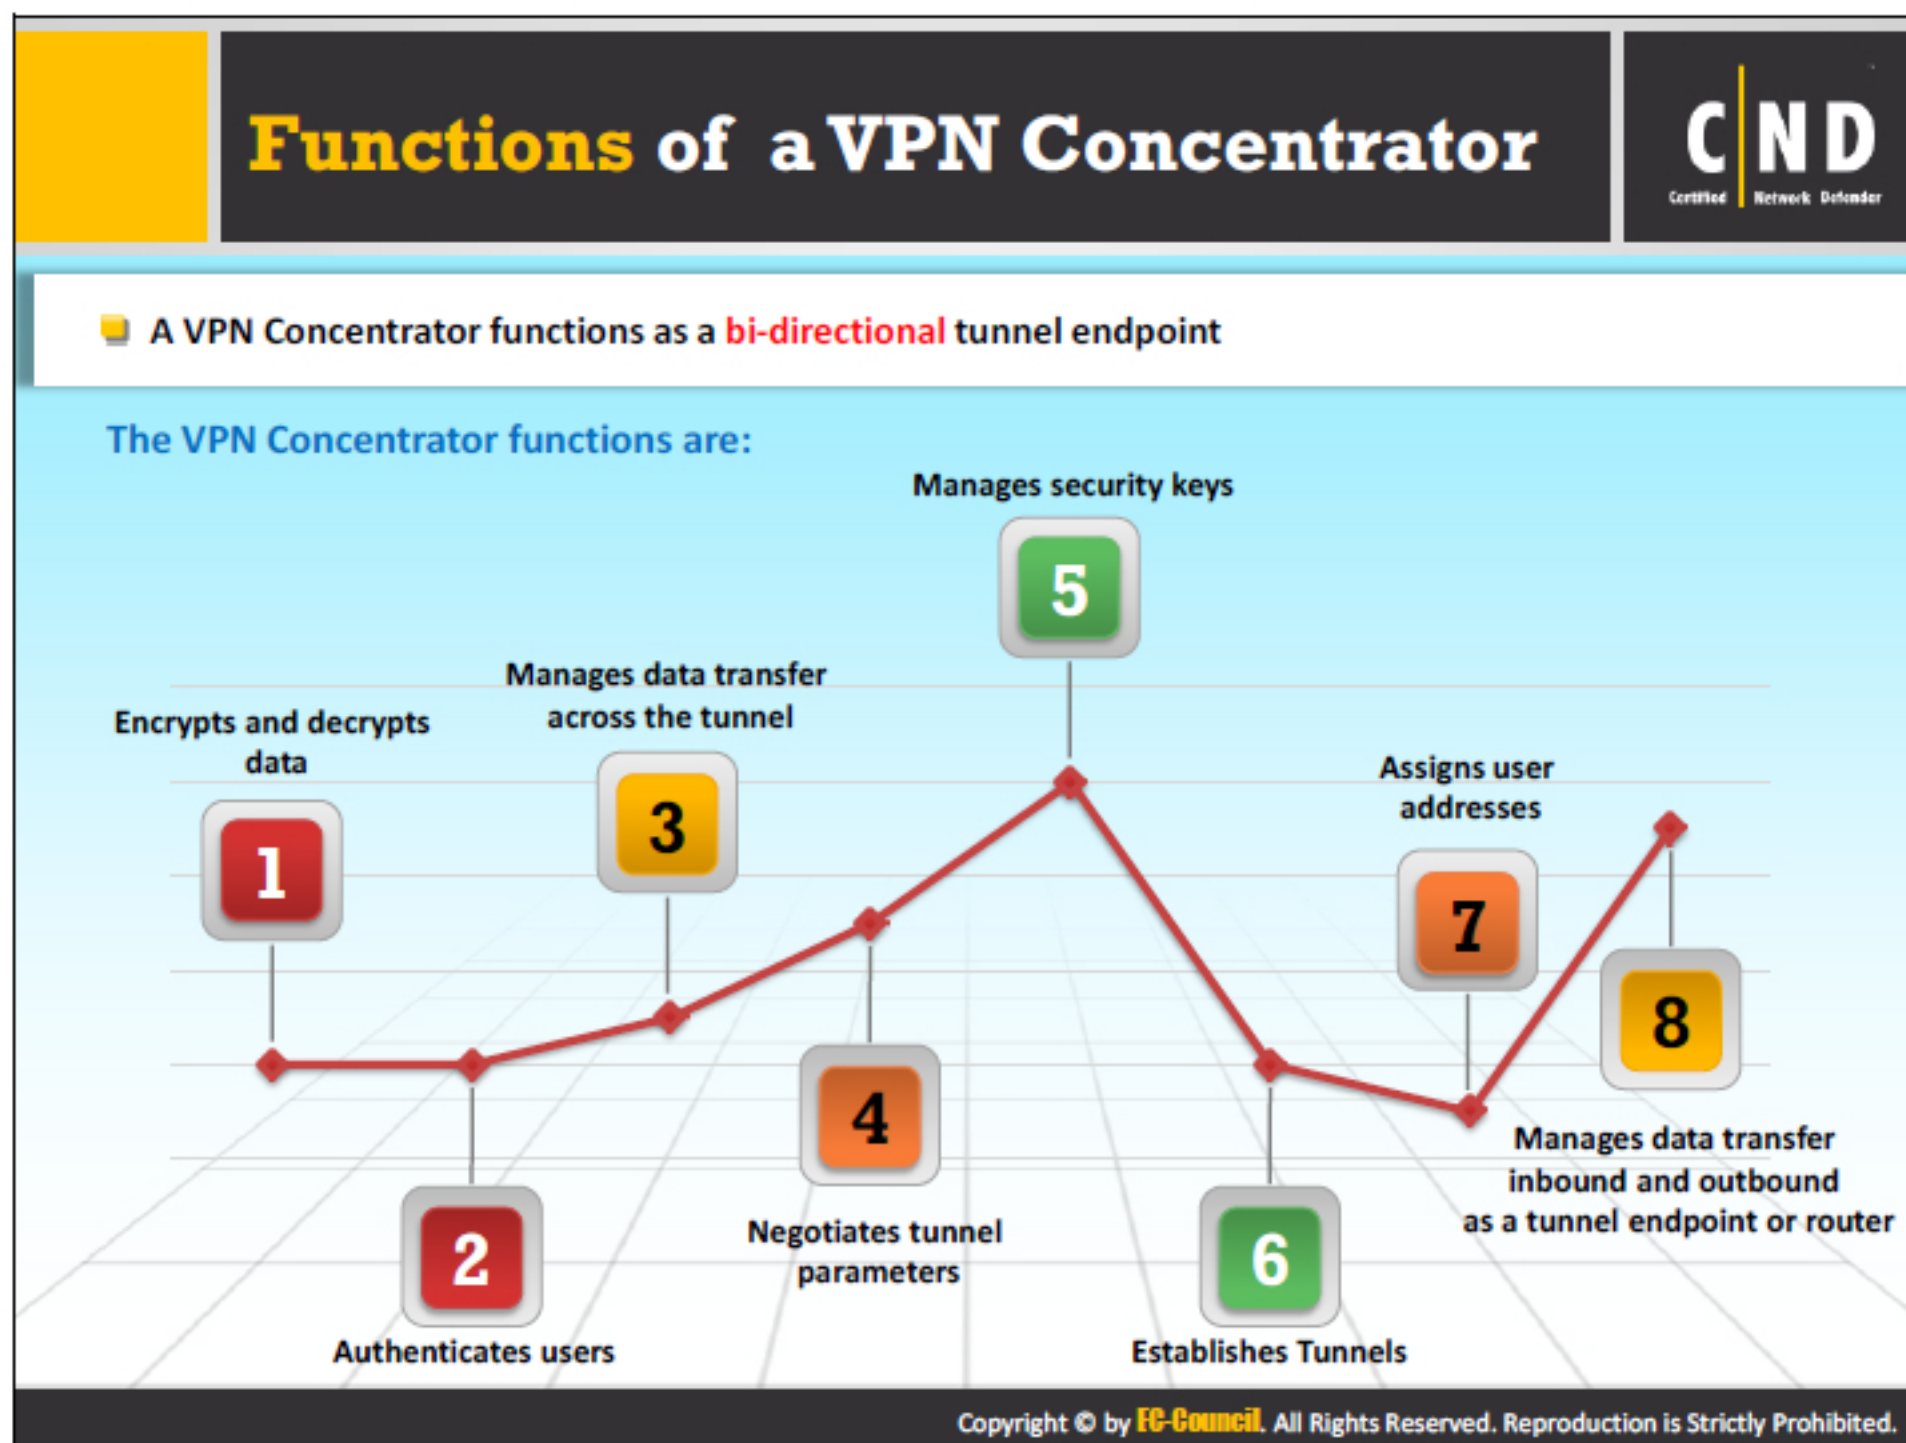 Functions of a VPN Concentrator
C|ND
Certified Network Defender
A VPN Concentrator functions as a bi-directional tunnel endpoint
The VPN Concentrator functions are:
1
Encrypts and decrypts
data
2
Authenticates users
3
Manages data transfer
across the tunnel
4
Negotiates tunnel
parameters
5
Manages security keys
6
Establishes Tunnels
7
Assigns user
addresses
8
Manages data transfer
inbound and outbound
as a tunnel endpoint or router
Copyright © by EC-Council. All Rights Reserved. Reproduction is Strictly Prohibited.